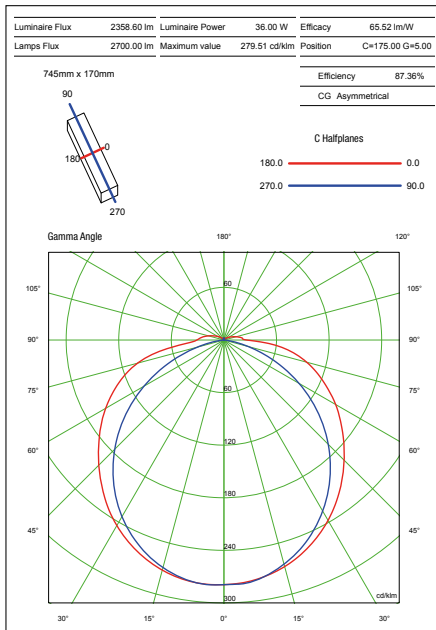 Luminaire Flux 2358.60 lm Luminaire Power 36.00 W Efficacy 65.52 lm/W
Lamps Flux 2700.00 lm Maximum value 279.51 cd/klm Position C=175.00 G=5.00
Efficiency 87.36%
CG Asymmetrical
745mm x 170mm
90
0
180
270
C Halfplanes
180.0 0.0
270.0 90.0
Gamma Angle
180° 120°
105° 105°
90° 90°
75° 75°
60° 60°
45° 45°
60
60
120
180
240
300
cd/klm
30° 15° 0° 15° 30°